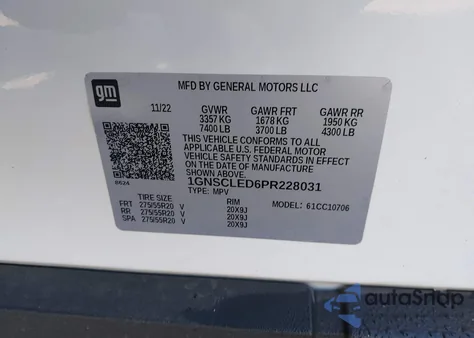 gm
MFD BY GENERAL MOTORS LLC
11/22 GVWR GAWR FRT GAWR RR
3357 KG 1678 KG 1950 KG
7400 LB 3700 LB 4300 LB
THIS VEHICLE CONFORMS TO ALL
APPLICABLE U.S. FEDERAL MOTOR
VEHICLE SAFETY STANDARDS IN EFFECT
ON THE DATE OF MANUFACTURE
SHOWN ABOVE.
8624 1GNSCLED6PR228031
TYPE: MPV MODEL: 61CC10706
TIRE SIZE RIM
FRT 275/55R20 V 20X9J
RR 275/55R20 V 20X9J
SPA 275/55R20 V 20X9J
autoSnap